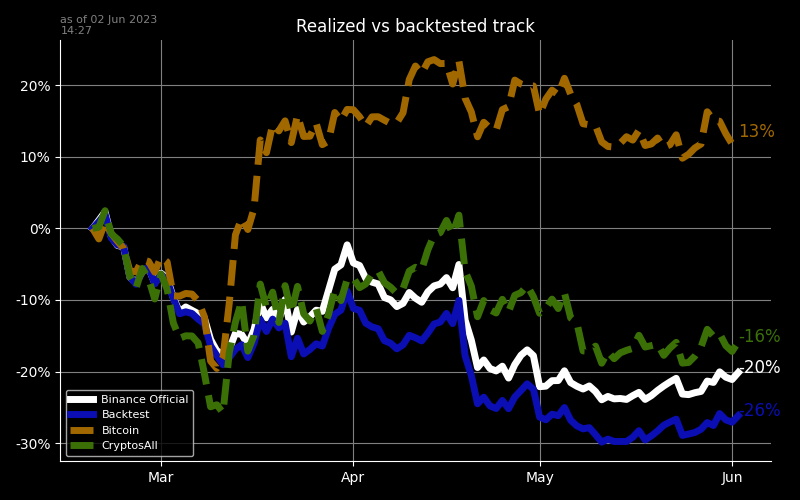 as of 02 Jun 2023
14:27
Realized vs backtested track
20%
10%
0%
-10%
-20%
-30%
13%
-16%
-20%
-26%
Binance Official
Backtest
Bitcoin
CryptosAll
Mar
Apr
May
Jun